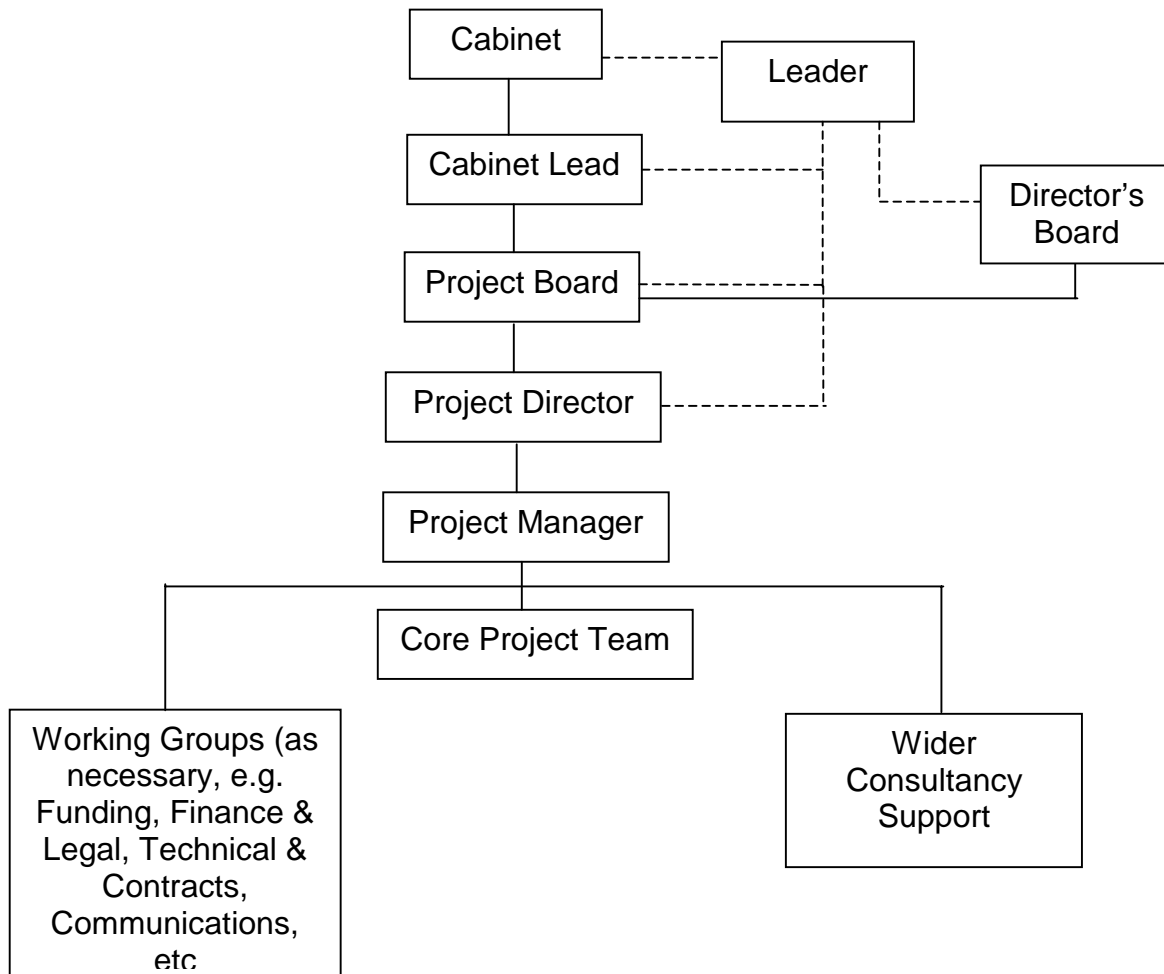 Cabinet
Leader
Cabinet Lead
Director’s
Board
Project Board
Project Director
Project Manager
Core Project Team
Working Groups (as
necessary, e.g.
Funding, Finance &
Legal, Technical &
Contracts,
Communications,
etc
Wider
Consultancy
Support